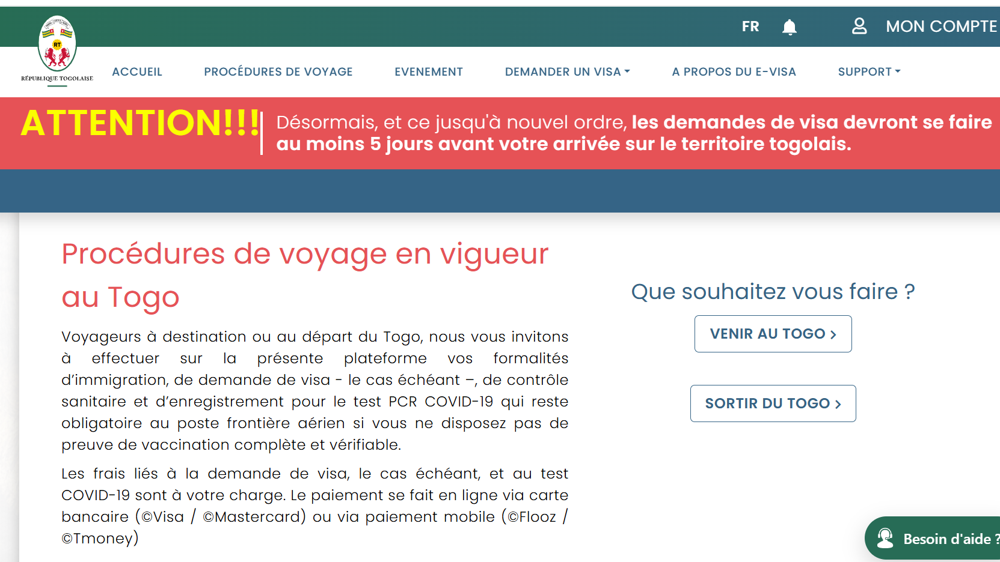 FR
MON COMPTE
RT
RÉPUBLIQUE TOGOLAISE
ACCUEIL
PROCÉDURES DE VOYAGE
EVENEMENT
DEMANDER UN VISA
A PROPOS DU E-VISA
SUPPORT
ATTENTION!!!
Désormais, et ce jusqu'à nouvel ordre, les demandes de visa devront se faire
au moins 5 jours avant votre arrivée sur le territoire togolais.
Procédures de voyage en vigueur
au Togo
Voyageurs à destination ou au départ du Togo, nous vous invitons
à effectuer sur la présente plateforme vos formalités
d’immigration, de demande de visa - le cas échéant –, de contrôle
sanitaire et d’enregistrement pour le test PCR COVID-19 qui reste
obligatoire au poste frontière aérien si vous ne disposez pas de
preuve de vaccination complète et vérifiable.
Les frais liés à la demande de visa, le cas échéant, et au test
COVID-19 sont à votre charge. Le paiement se fait en ligne via carte
bancaire (©Visa / ©Mastercard) ou via paiement mobile (©Flooz /
©Tmoney)
Que souhaitez vous faire ?
VENIR AU TOGO
SORTIR DU TOGO
Besoin d'aide ?